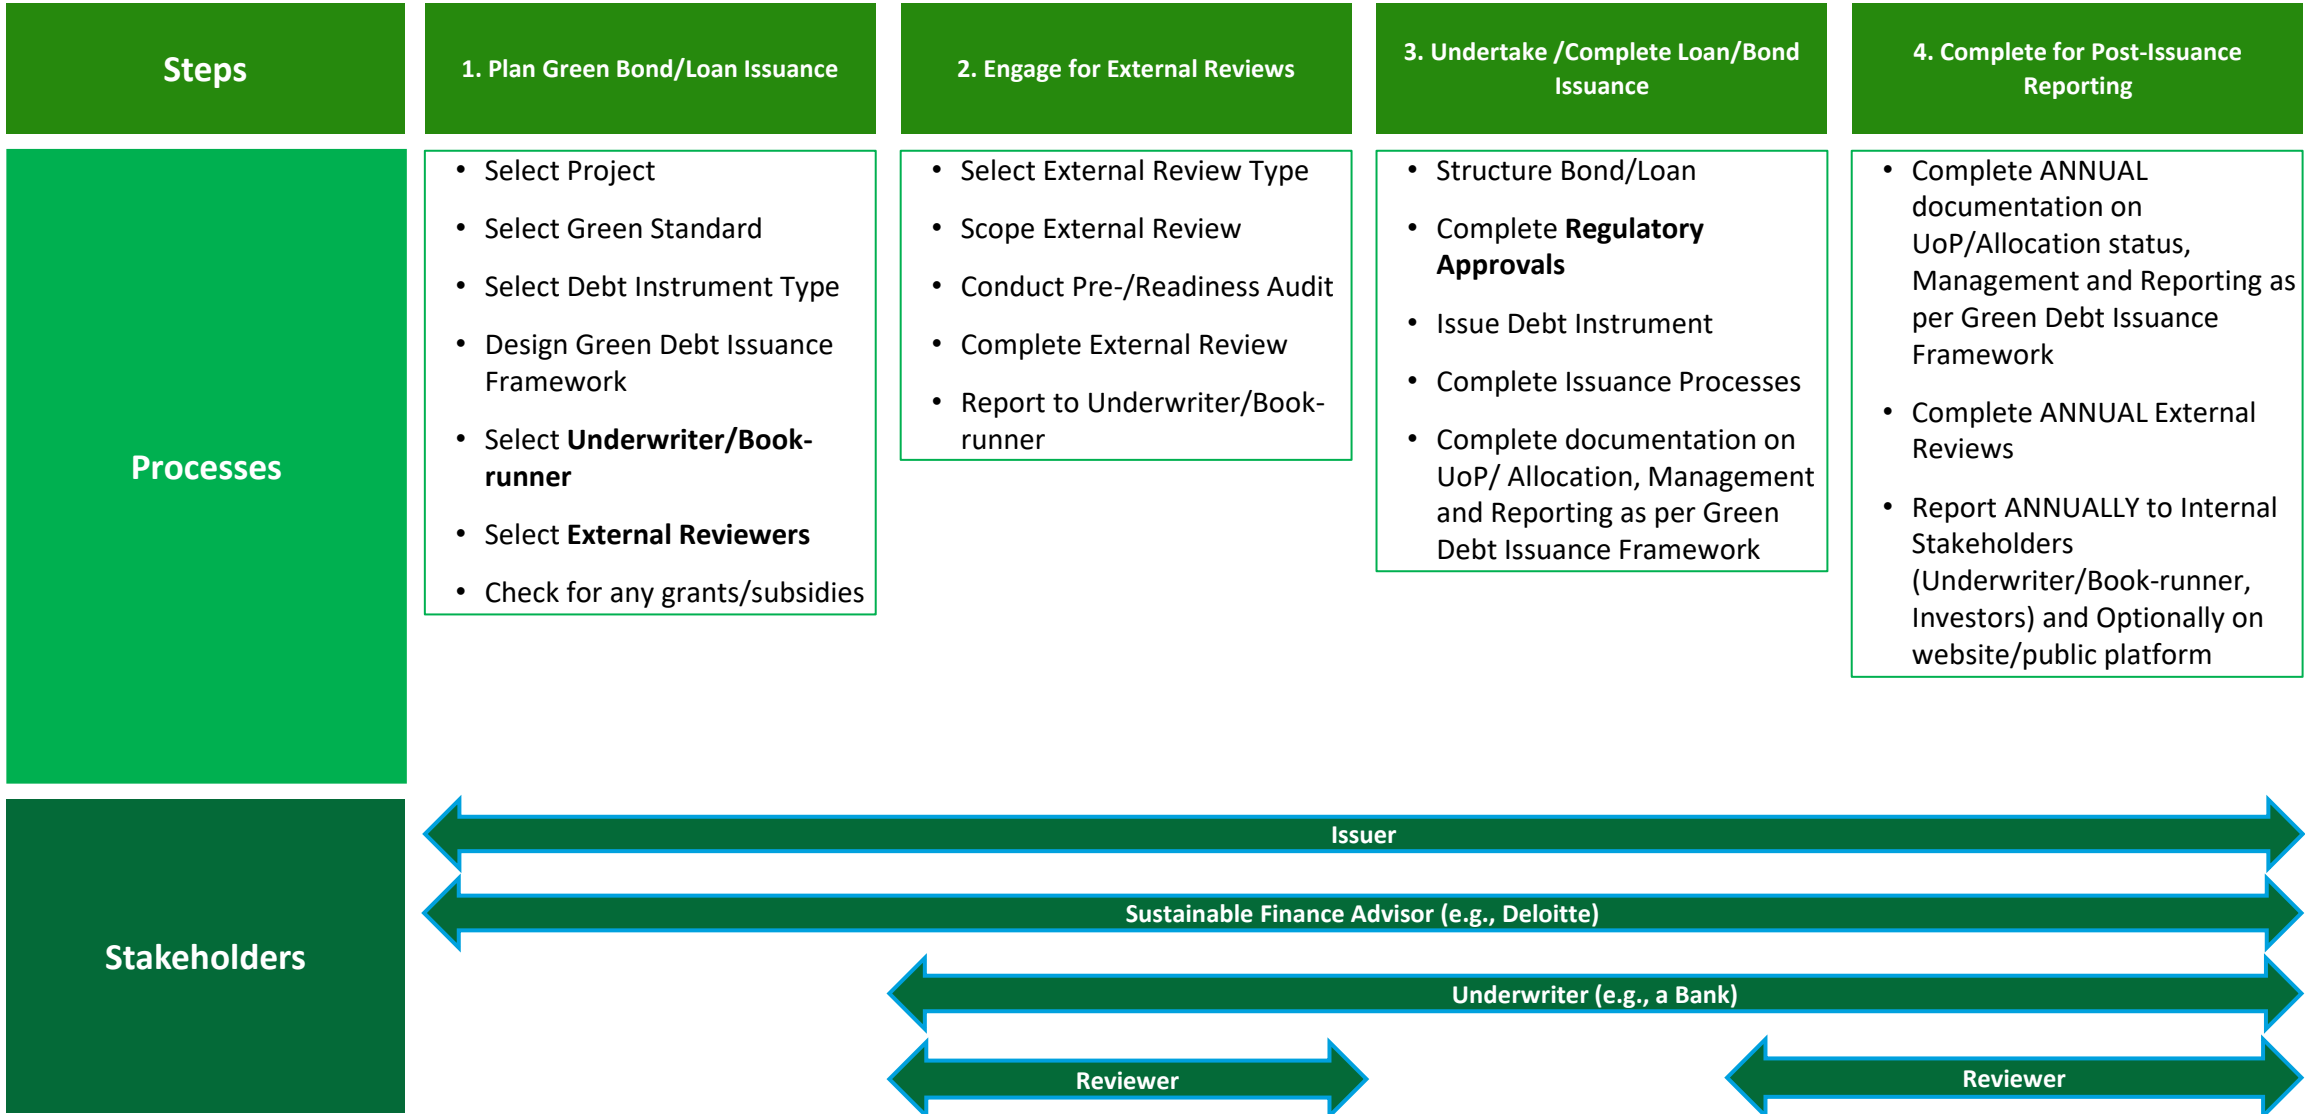 Steps
1. Plan Green Bond/Loan Issuance
2. Engage for External Reviews
3. Undertake /Complete Loan/Bond
Issuance
4. Complete for Post-Issuance
Reporting
Processes
• Select Project
• Select Green Standard
• Select Debt Instrument Type
• Design Green Debt Issuance
Framework
• Select Underwriter/Book-
runner
• Select External Reviewers
• Check for any grants/subsidies
• Select External Review Type
• Scope External Review
• Conduct Pre-/Readiness Audit
• Complete External Review
• Report to Underwriter/Book-
runner
• Structure Bond/Loan
• Complete Regulatory
Approvals
• Issue Debt Instrument
• Complete Issuance Processes
• Complete documentation on
UoP/ Allocation, Management
and Reporting as per Green
Debt Issuance Framework
• Complete ANNUAL
documentation on
UoP/Allocation status,
Management and Reporting as
per Green Debt Issuance
Framework
• Complete ANNUAL External
Reviews
• Report ANNUALLY to Internal
Stakeholders
(Underwriter/Book-runner,
Investors) and Optionally on
website/public platform
Stakeholders
Issuer
Sustainable Finance Advisor (e.g., Deloitte)
Underwriter (e.g., a Bank)
Reviewer
Reviewer